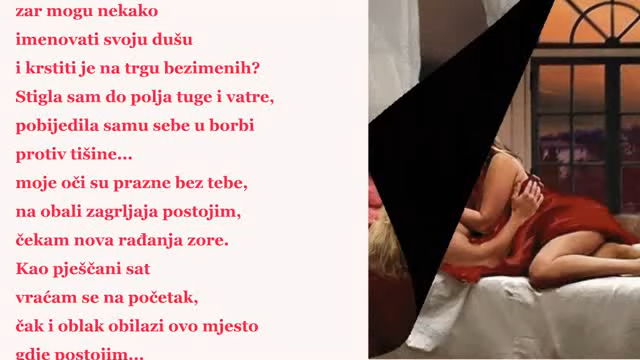 zar mogu nekako
imenovati svoju dušu
i krstiti je na trgu bezimenih?
Stigla sam do polja tuge i vatre,
pobijedila samu sebe u borbi
protiv tišine...
moje oči su prazne bez tebe,
na obali zagrljaja postojim,
čekam nova rađanja zore.
Kao pješčani sat
vraćam se na početak,
čak i oblak obilazi ovo mjesto
gdje postojim...